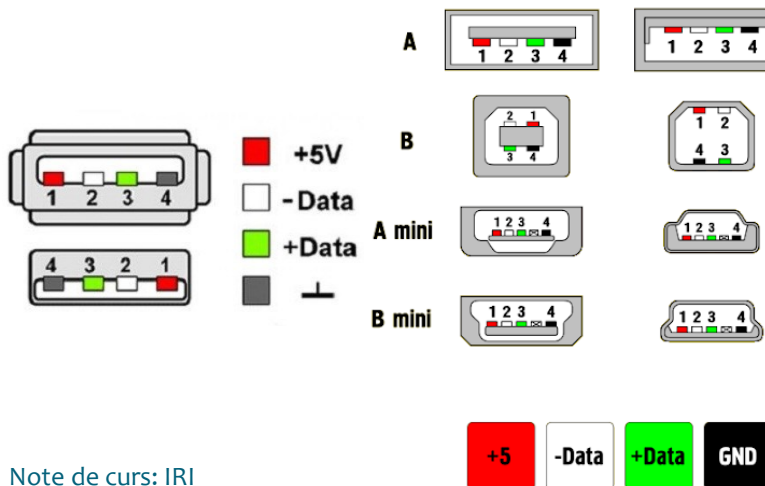 1 2 3 4
4 3 2 1
+5V
-Data
+Data
A
1 2 3 4
1 2 3 4
B
2 1
3 4
1 2
4 3
A mini
1 2 3 4
1 2 3 4
B mini
1 2 3 4
1 2 3 4
+5 -Data +Data GND
Note de curs: IRI